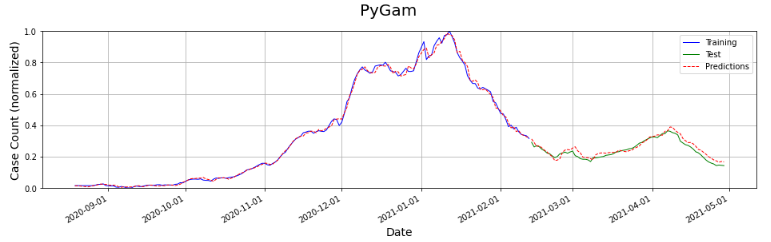 PyGam
Case Count (normalized)
1.0
0.8
0.6
0.4
0.2
0.0
Training
Test
Predictions
2020-09-01
2020-10-01
2020-11-01
2020-12-01
2021-01-01
2021-02-01
2021-03-01
2021-04-01
2021-05-01
Date